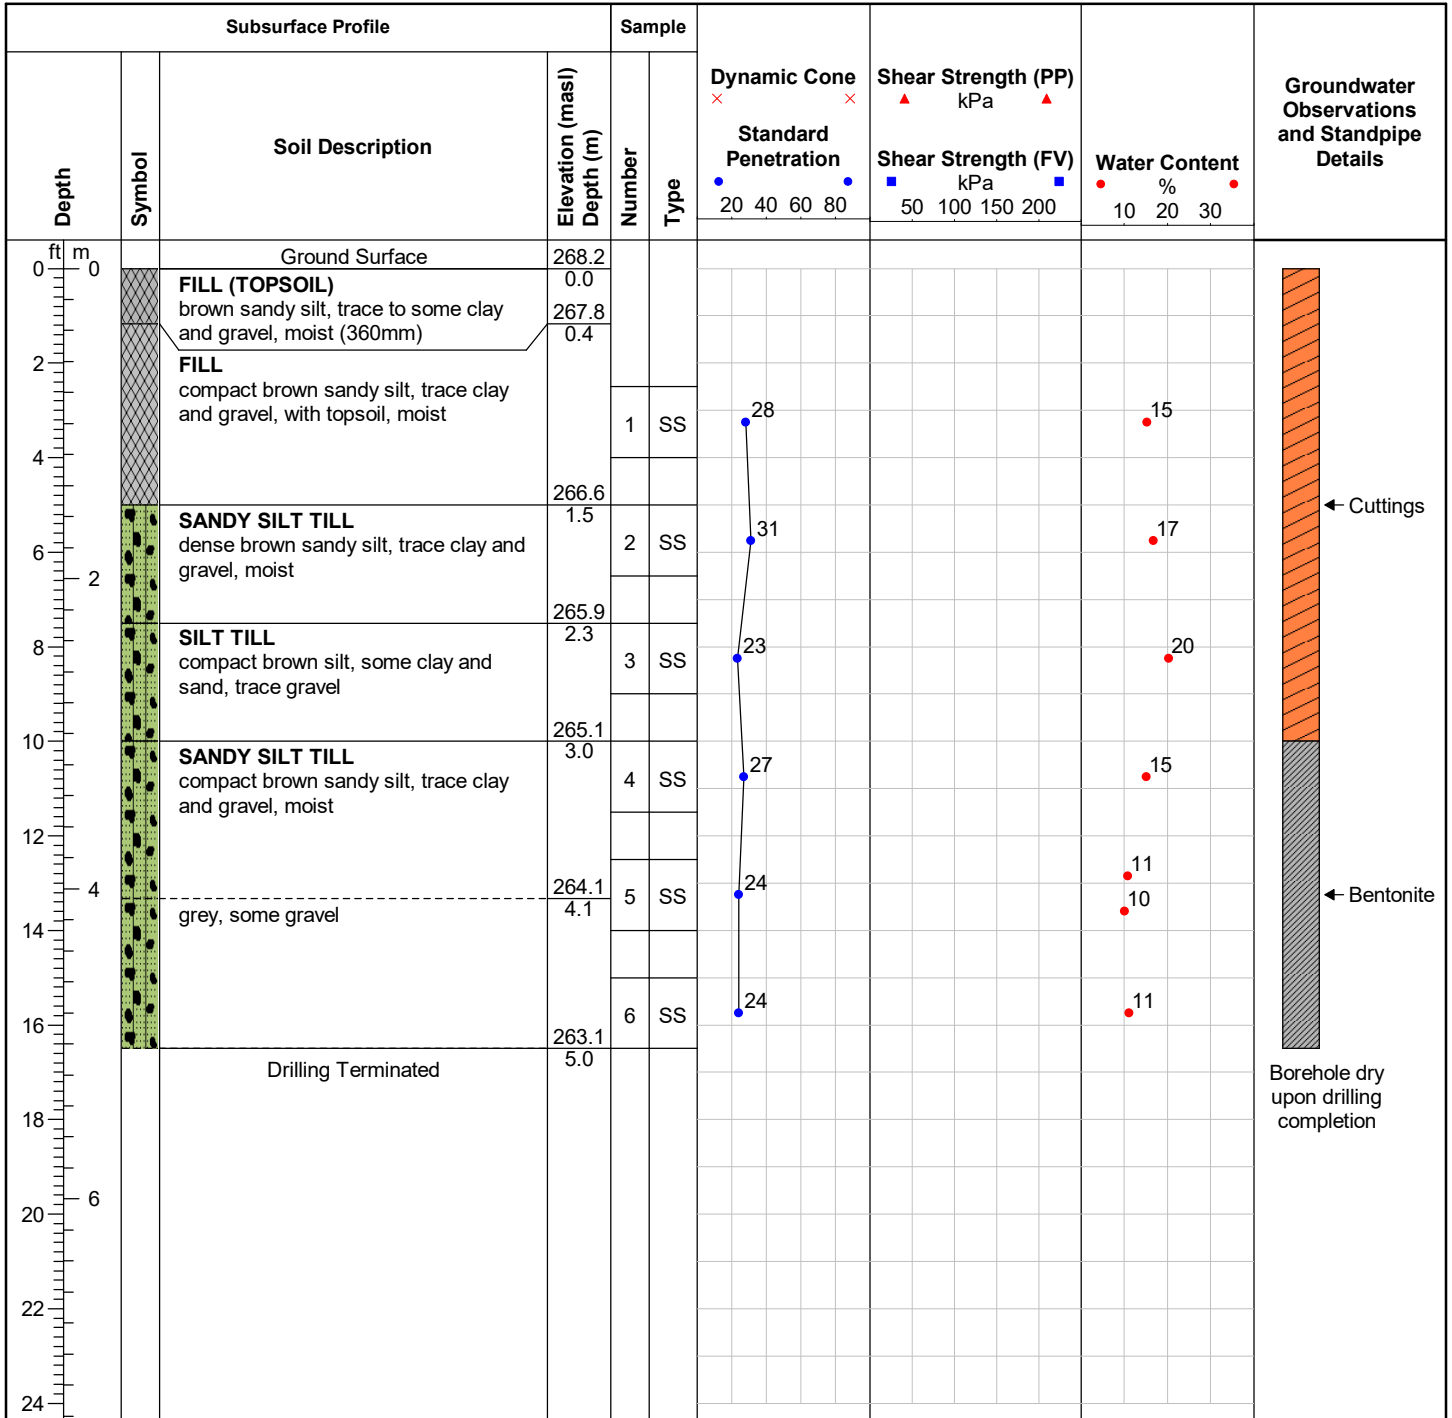 Subsurface Profile
Sample
Depth
Symbol
Soil Description
Elevation (masl)
Depth (m)
Number
Type
Dynamic Cone
Standard
Penetration
20 40 60 80
Shear Strength (PP)
kPa
Shear Strength (FV)
kPa
50 100 150 200
Water Content
%
10 20 30
Groundwater
Observations
and Standpipe
Details
ft m
Ground Surface
268.2
0 0
0.0
FILL (TOPSOIL)
brown sandy silt, trace to some clay
267.8
and gravel, moist (360mm)
0.4
2
FILL
compact brown sandy silt, trace clay
and gravel, with topsoil, moist
1 SS
28
15
4
266.6
1.5
Cuttings
SANDY SILT TILL
dense brown sandy silt, trace clay and
gravel, moist
2 SS
31
17
6
2
265.9
2.3
SILT TILL
8
compact brown silt, some clay and
sand, trace gravel
3 SS
23
20
265.1
10
3.0
SANDY SILT TILL
compact brown sandy silt, trace clay
and gravel, moist
4 SS
27
15
12
11
4
264.1
5 SS
24
10
Bentonite
4.1
grey, some gravel
14
6 SS
24
11
16
263.1
5.0
Drilling Terminated
Borehole dry
upon drilling
completion
18
6
20
22
24